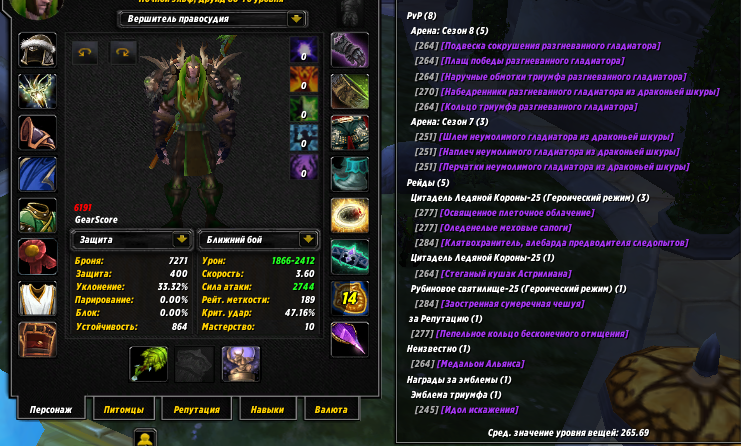 Ночной эльф, друид 80-го уровня
Вершитель правосудия
0
0
0
0
0
6191
GearScore
Защита
Броня: 7271
Защита: 400
Уклонение: 33.32%
Парирование: 0.00%
Блок: 0.00%
Устойчивость: 864
Ближний бой
Урон: 1866-2412
Скорость: 3.60
Сила атаки: 2744
Рейт. меткости: 189
Крит. удар: 47.16%
Мастерство: 10
14
Персонаж
Питомцы
Репутация
Навыки
Валюта
PvP (8)
Арена: Сезон 8 (5)
[264] [Подвеска сокрушения разгневанного гладиатора]
[264] [Плащ победы разгневанного гладиатора]
[264] [Наручные обмотки триумфа разгневанного гладиатора]
[270] [Набедренники разгневанного гладиатора из драконьей шкуры]
[264] [Кольцо триумфа разгневанного гладиатора]
Арена: Сезон 7 (3)
[251] [Шлем неумолимого гладиатора из драконьей шкуры]
[251] [Наплеч неумолимого гладиатора из драконьей шкуры]
[251] [Перчатки неумолимого гладиатора из драконьей шкуры]
Рейды (5)
Цитадель Ледяной Короны-25 (Героический режим) (3)
[277] [Освященное плеточное облачение]
[277] [Оледенелые меховые сапоги]
[284] [Клятвохранитель, алебарда предводителя следопытов]
Цитадель Ледяной Короны-25 (1)
[264] [Стеганый кушак Астрилиана]
Рубиновое святилище-25 (Героический режим) (1)
[284] [Заостренная сумеречная чешуя]
за Репутацию (1)
[277] [Пепельное кольцо бесконечного отмщения]
Неизвестно (1)
[264] [Медальон Альянса]
Награды за эмблемы (1)
Эмблема триумфа (1)
[245] [Идол искажения]
Сред. значение уровня вещей: 265.69